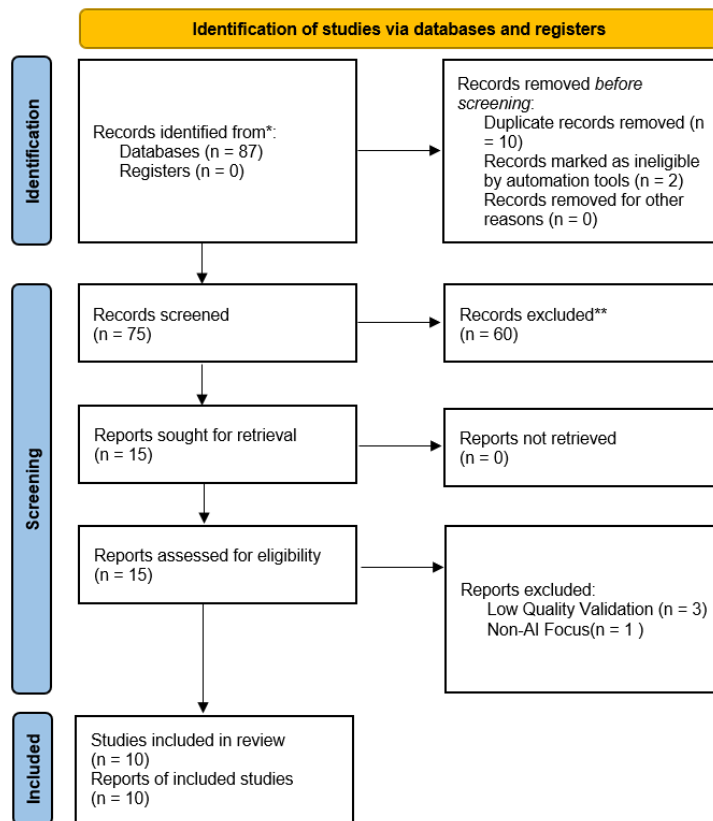 Identification of studies via databases and registers
Identification
Records identified from*:
Databases (n = 87)
Registers (n = 0)
Records removed before
screening:
Duplicate records removed (n
= 10)
Records marked as ineligible
by automation tools (n = 2)
Records removed for other
reasons (n = 0)
Screening
Records screened
(n = 75)
Records excluded**
(n = 60)
Reports sought for retrieval
(n = 15)
Reports not retrieved
(n = 0)
Reports assessed for eligibility
(n = 15)
Reports excluded:
Low Quality Validation (n = 3)
Non-AI Focus(n = 1 )
Included
Studies included in review
(n = 10)
Reports of included studies
(n = 10)